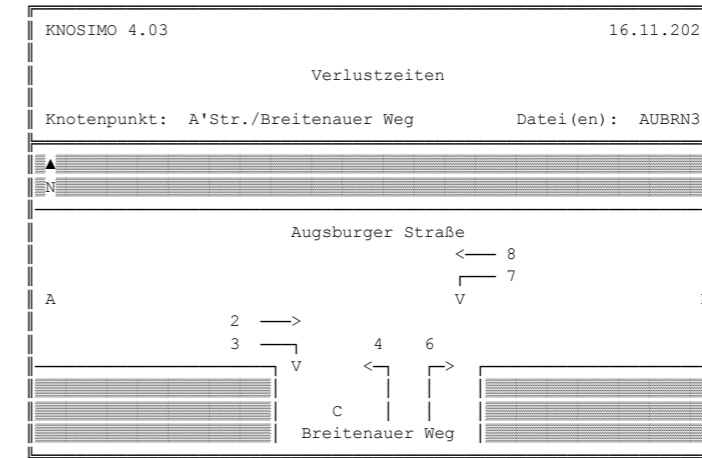 KNOSIMO 4.03 16.11.202
Verlustzeiten
Knotenpunkt: A'Str./Breitenauer Weg Datei(en): AUBRN3
▲
N
Augsburger Straße
<── 8
┌── 7
A V
2 ──>
3 ──┐ 4 6
V <┐ ┌>
C
Breitenauer Weg